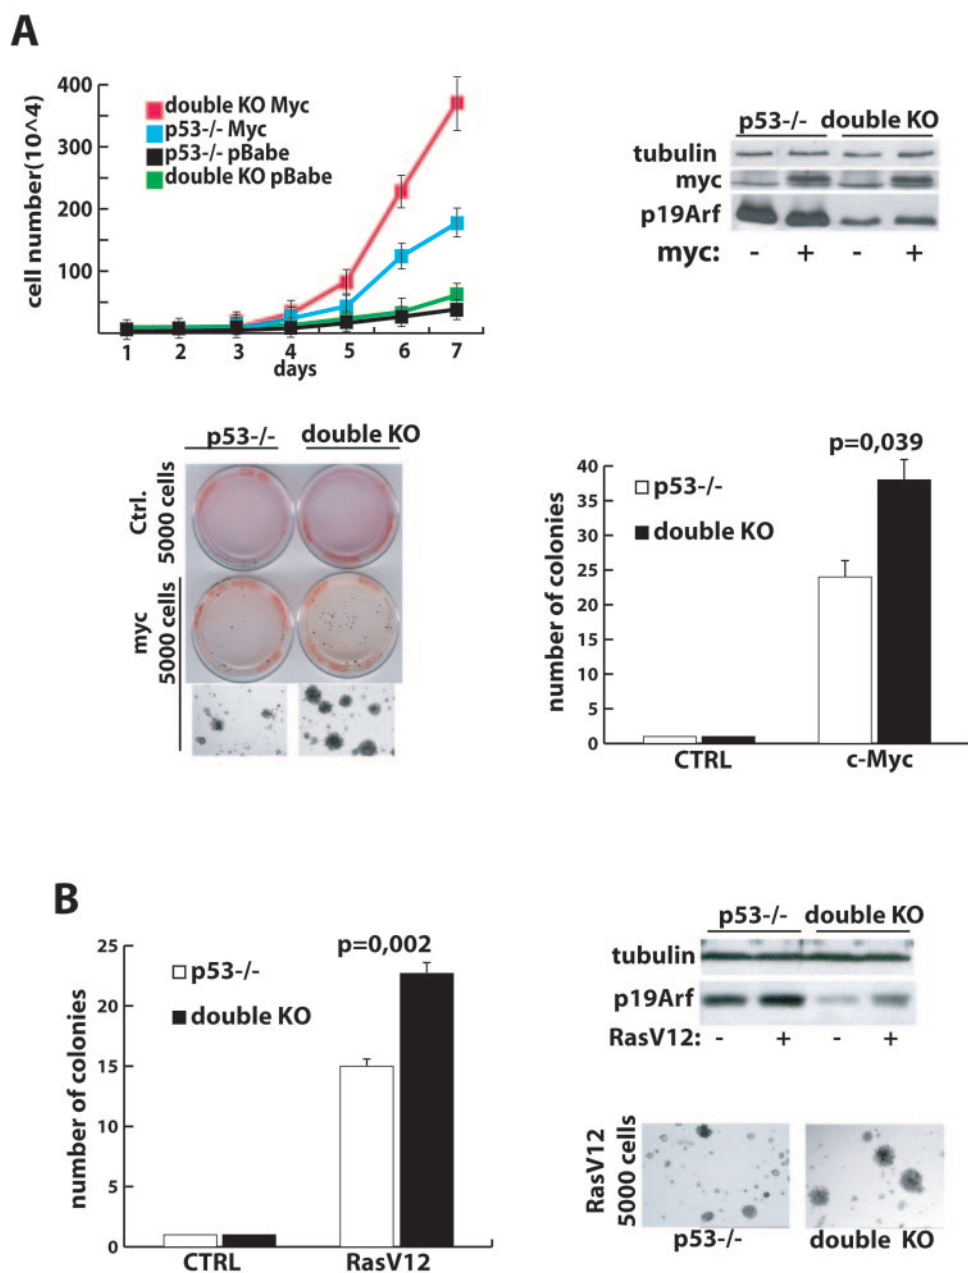 A
400
300
200
100
cell number(10^4)
double KO Myc
p53-/- Myc
p53-/- pBabe
double KO pBabe
1 2 3 4 5 6 7
days
p53-/- double KO
tubulin
myc
p19Arf
myc: - + - +
p53-/- double KO
Ctrl.
5000 cells
myc
5000 cells
p=0,039
40
35
30
25
20
15
10
5
0
number of colonies
p53-/-
double KO
CTRL c-Myc
B
p=0,002
25
20
15
10
5
0
number of colonies
p53-/-
double KO
CTRL RasV12
p53-/- double KO
tubulin
p19Arf
RasV12: - + - +
RasV12
5000 cells
p53-/- double KO